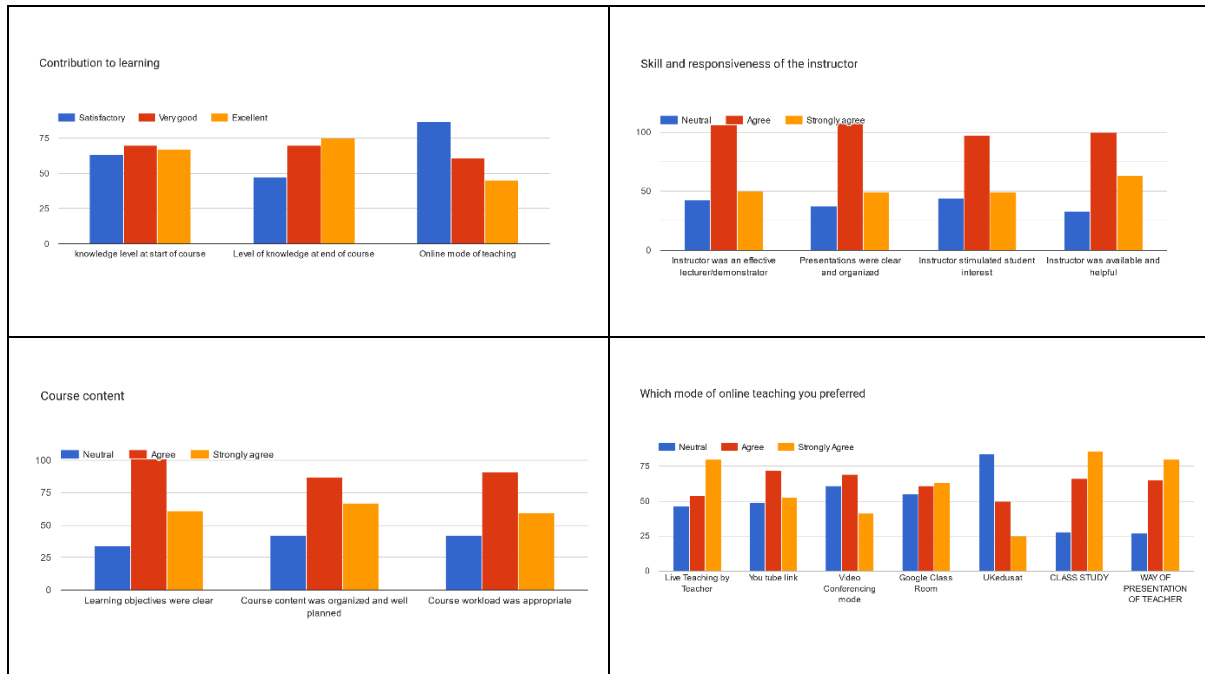 Contribution to learning
Satisfactory Very good Excellent
75
50
25
0
knowledge level at start of course Level of knowledge at end of course Online mode of teaching
Skill and responsiveness of the instructor
Neutral Agree Strongly agree
100
50
0
Instructor was an effective Presentations were clear Instructor stimulated student Instructor was available and
lecturer/demonstrator and organized interest helpful
Course content
Neutral Agree Strongly agree
100
75
50
25
0
Learning objectives were clear Course content was organized and well Course workload was appropriate
planned
Which mode of online teaching you preferred
Neutral Agree Strongly Agree
75
50
25
0
Live Teaching by You tube link Video Google Class UKedusat CLASS STUDY WAY OF
Teacher Conferencing Room PRESENTATION
mode OF TEACHER